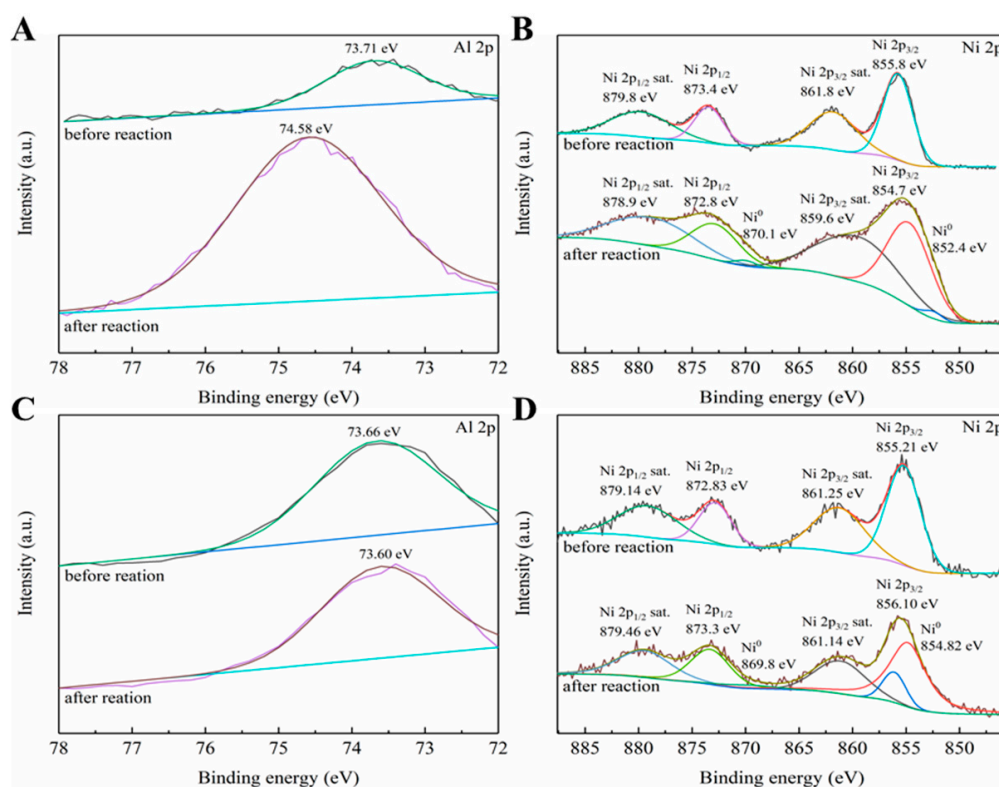 A
Al 2p
73.71 eV
before reaction
74.58 eV
after reaction
Intensity (a.u.)
78 77 76 75 74 73 72
Binding energy (eV)
B
Ni 2p
Ni 2p3/2
855.8 eV
Ni 2p1/2 sat.
879.8 eV
Ni 2p1/2
873.4 eV
Ni 2p3/2 sat.
861.8 eV
before reaction
Ni 2p1/2 sat.
878.9 eV
Ni 2p1/2
872.8 eV
Ni⁰
870.1 eV
Ni 2p3/2 sat.
859.6 eV
Ni 2p3/2
854.7 eV
Ni⁰
852.4 eV
after reaction
Intensity (a.u.)
885 880 875 870 865 860 855 850
Binding energy (eV)
C
Al 2p
73.66 eV
before reation
73.60 eV
after reation
Intensity (a.u.)
78 77 76 75 74 73 72
Binding energy (eV)
D
Ni 2p
Ni 2p3/2
855.21 eV
Ni 2p1/2 sat.
879.14 eV
Ni 2p1/2
872.83 eV
Ni 2p3/2 sat.
861.25 eV
before reaction
Ni 2p1/2 sat.
879.46 eV
Ni 2p1/2
873.3 eV
Ni⁰
869.8 eV
Ni 2p3/2 sat.
861.14 eV
Ni 2p3/2
856.10 eV
Ni⁰
854.82 eV
after reaction
Intensity (a.u.)
885 880 875 870 865 860 855 850
Binding energy (eV)